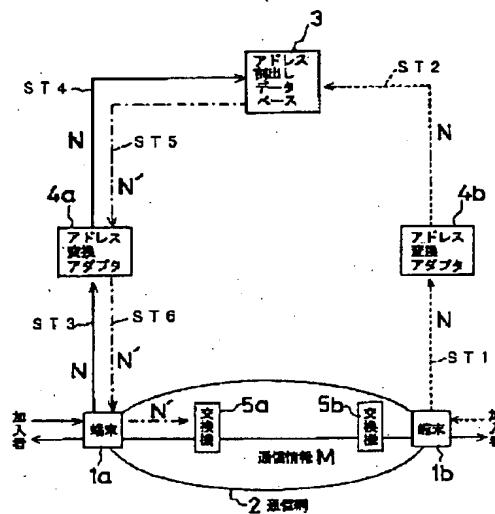 3
アドレス
割出し
データ
ベース
ST4
ST2
ST5
N
N
N'
4a
4b
アドレス
変換
アダプタ
アドレス
変換
アダプタ
ST3
ST6
N
N'
N
ST1
加入者
端末
N'
5a
交換機
5b
交換機
端末
加入者
通信情報 M
1a
1b
2 通信網